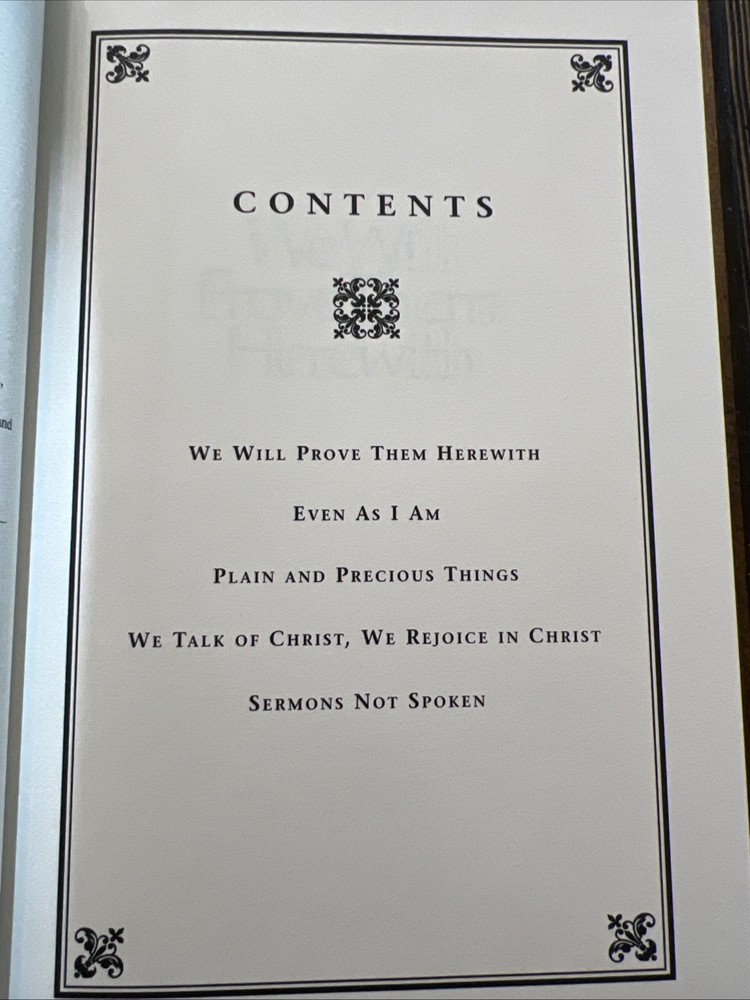 CONTENTS
WE WILL PROVE THEM HEREWITH
EVEN AS I AM
PLAIN AND PRECIOUS THINGS
WE TALK OF CHRIST, WE REJOICE IN CHRIST
SERMONS NOT SPOKEN